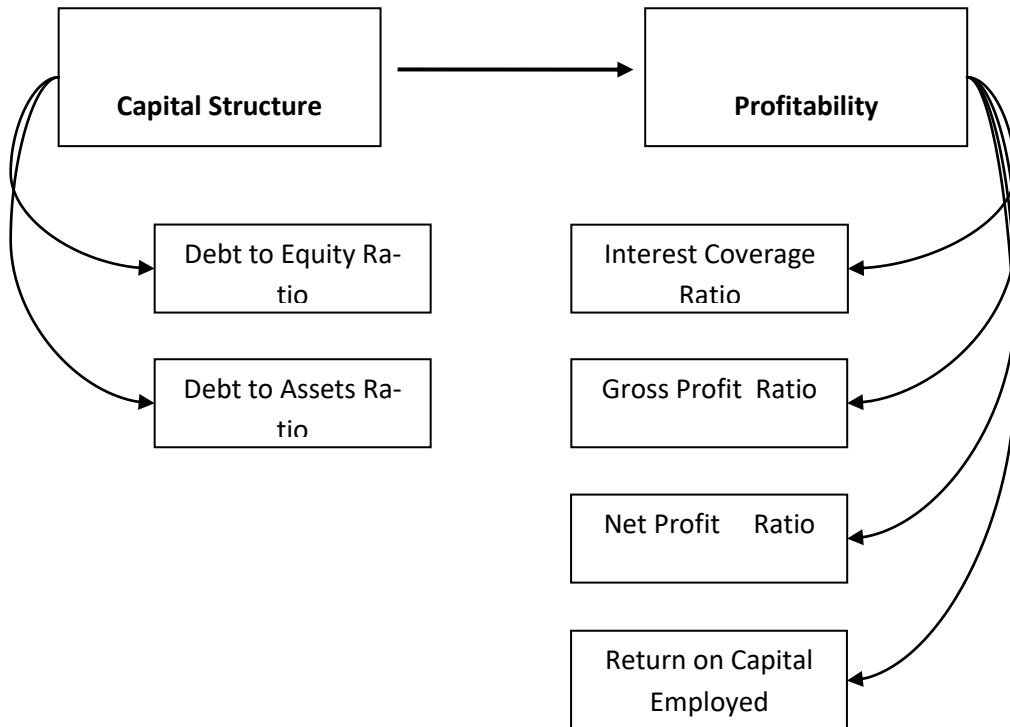 Capital Structure
Profitability
Debt to Equity Ra-
tio
Interest Coverage
Ratio
Debt to Assets Ra-
tio
Gross Profit Ratio
Net Profit Ratio
Return on Capital
Employed